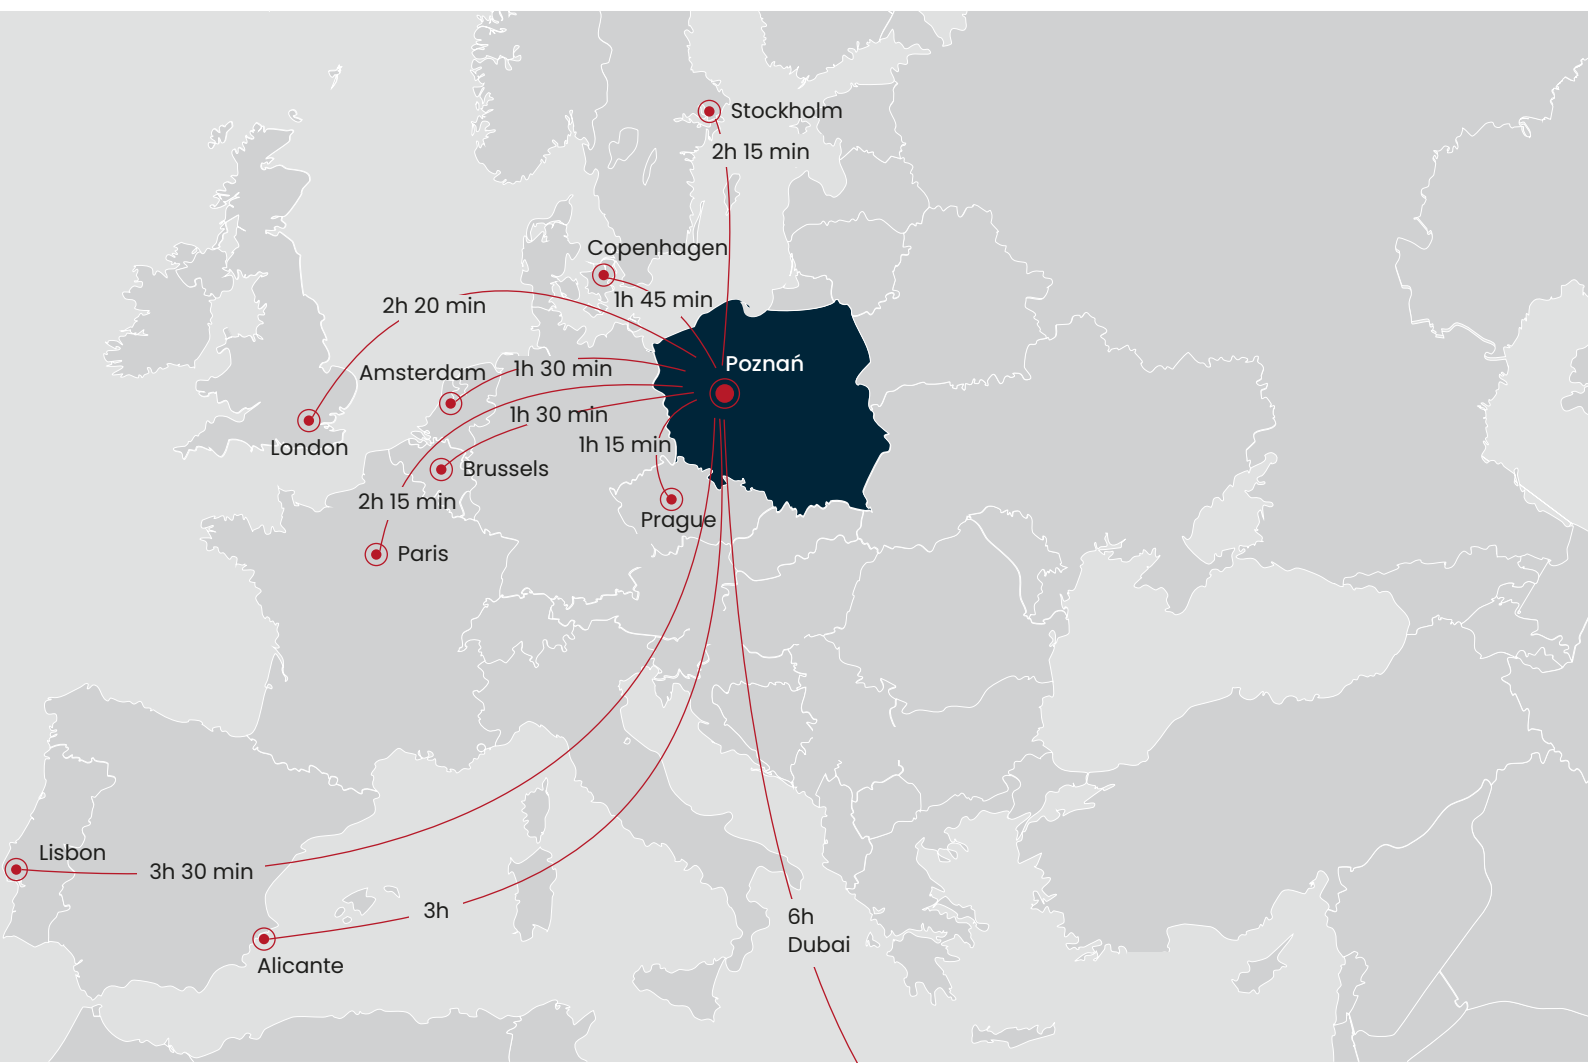 Stockholm
2h 15 min
Copenhagen
1h 45 min
2h 20 min
Poznań
1h 30 min
Amsterdam
1h 30 min
London
1h 15 min
Brussels
2h 15 min
Prague
Paris
Lisbon
3h 30 min
3h
6h
Dubai
Alicante